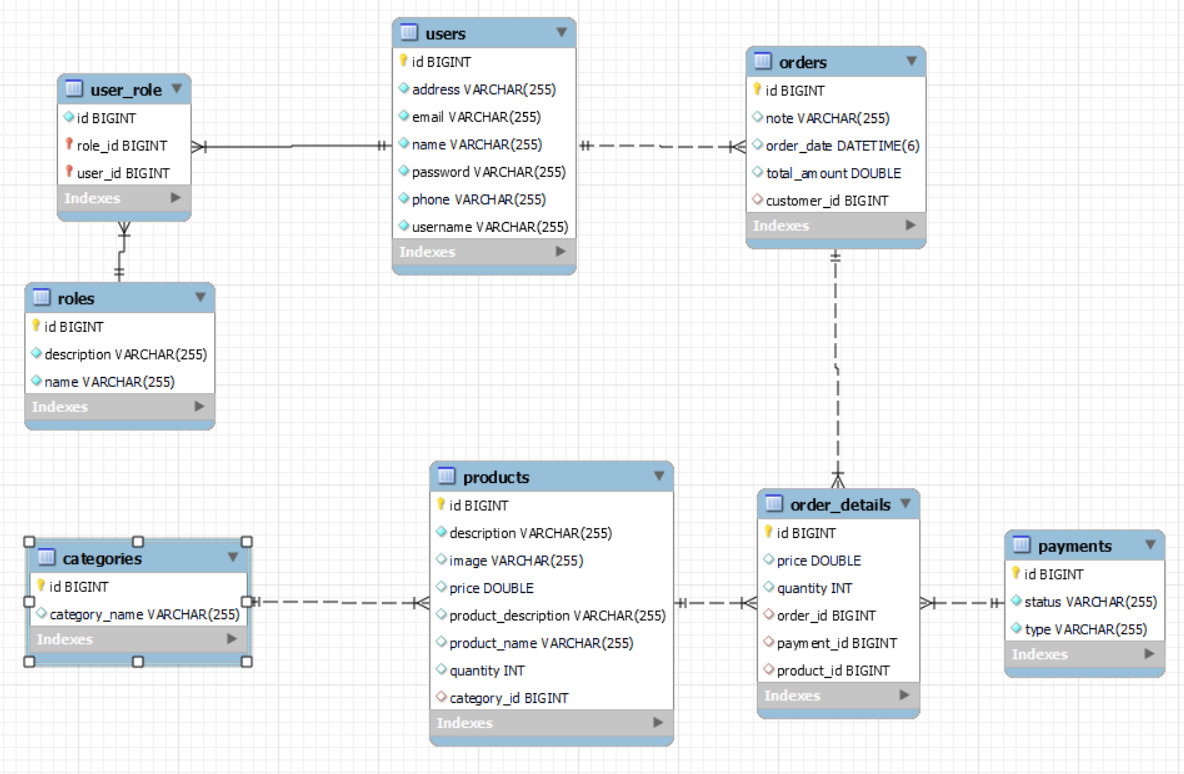 users
id BIGINT
address VARCHAR(255)
email VARCHAR(255)
name VARCHAR(255)
password VARCHAR(255)
phone VARCHAR(255)
username VARCHAR(255)
Indexes
orders
id BIGINT
note VARCHAR(255)
order_date DATETIME(6)
total_amount DOUBLE
customer_id BIGINT
Indexes
user_role
id BIGINT
role_id BIGINT
user_id BIGINT
Indexes
roles
id BIGINT
description VARCHAR(255)
name VARCHAR(255)
Indexes
products
id BIGINT
description VARCHAR(255)
image VARCHAR(255)
price DOUBLE
product_description VARCHAR(255)
product_name VARCHAR(255)
quantity INT
category_id BIGINT
Indexes
order_details
id BIGINT
price DOUBLE
quantity INT
order_id BIGINT
payment_id BIGINT
product_id BIGINT
Indexes
payments
id BIGINT
status VARCHAR(255)
type VARCHAR(255)
Indexes
categories
id BIGINT
category_name VARCHAR(255)
Indexes